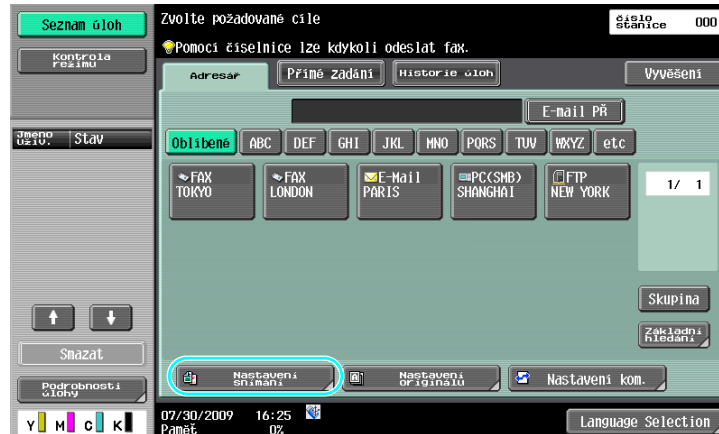 Seznam úloh
Kontrola
režimu
Jméno
uživ.
Stav
Smazat
Podrobnosti
úlohy
Y M C K
Zvolte požadované cíle
číslo
stanice 000
Pomocí číselnice lze kdykoli odeslat fax.
Adresář
Přímé zadání
Historie úloh
Vyvěšení
E-mail PŘ
Oblíbené ABC DEF GHI JKL MNO PQRS TUV WXYZ etc
FAX
TOKYO
FAX
LONDON
E-Mail
PARIS
PC(SMB)
SHANGHAI
FTP
NEW YORK
1/ 1
Skupina
Základní
hledání
Nastavení
snímání
Nastavení
originálu
Nastavení kom.
07/30/2009 16:25
Paměť 0%
Language Selection